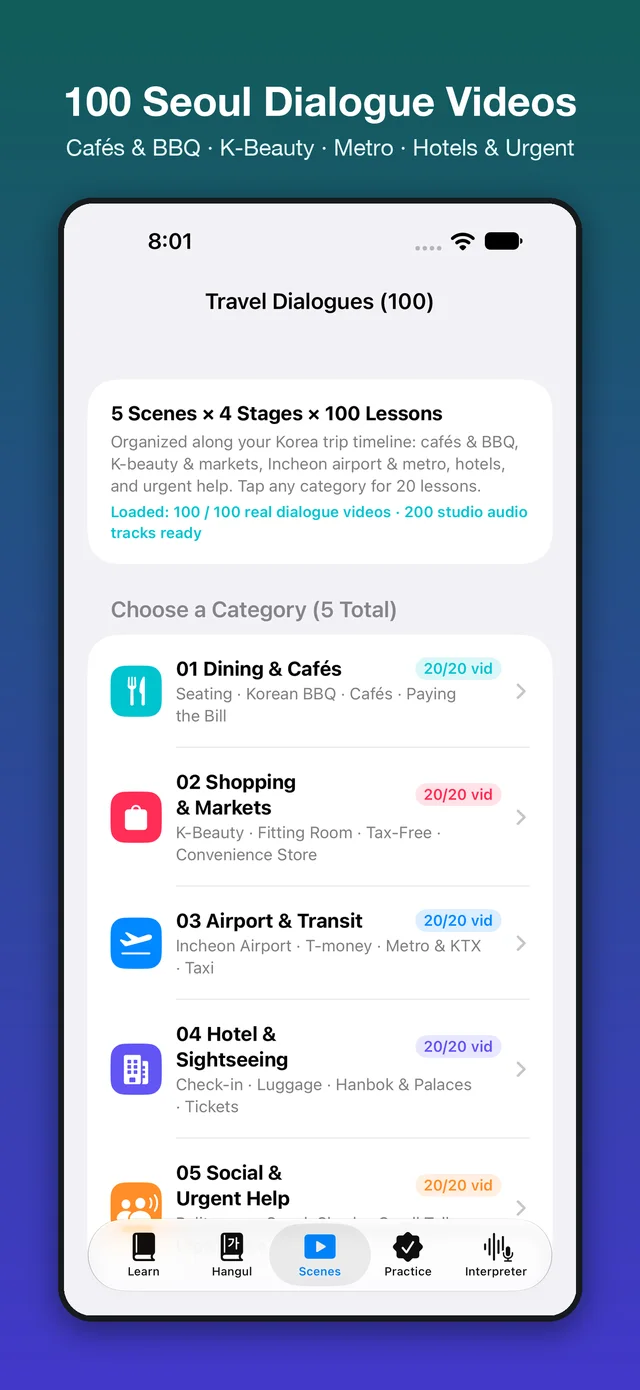 100 Seoul Dialogue Videos
Cafés & BBQ · K-Beauty · Metro · Hotels & Urgent
8:01
Travel Dialogues (100)
5 Scenes × 4 Stages × 100 Lessons
Organized along your Korea trip timeline: cafés & BBQ,
K-beauty & markets, Incheon airport & metro, hotels,
and urgent help. Tap any category for 20 lessons.
Loaded: 100 / 100 real dialogue videos · 200 studio audio
tracks ready
Choose a Category (5 Total)
01 Dining & Cafés
20/20 vid
Seating · Korean BBQ · Cafés · Paying
the Bill
02 Shopping
& Markets
20/20 vid
K-Beauty · Fitting Room · Tax-Free ·
Convenience Store
03 Airport & Transit
20/20 vid
Incheon Airport · T-money · Metro & KTX
· Taxi
04 Hotel &
Sightseeing
20/20 vid
Check-in · Luggage · Hanbok & Palaces
· Tickets
05 Social &
Urgent Help
20/20 vid
가
Learn
Hangul
Scenes
Practice
Interpreter